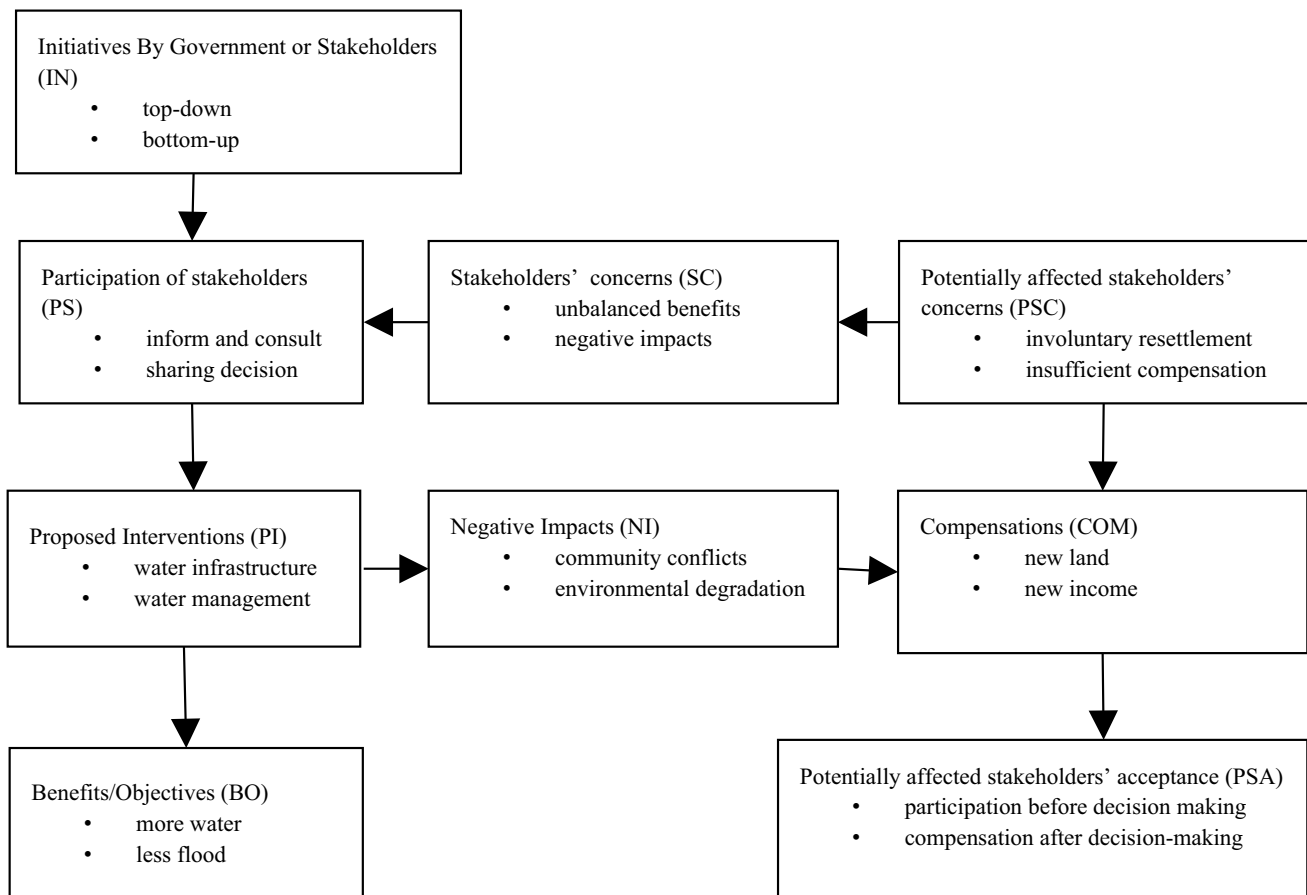 Initiatives By Government or Stakeholders
(IN)
• top-down
• bottom-up
Participation of stakeholders
(PS)
• inform and consult
• sharing decision
Stakeholders’ concerns (SC)
• unbalanced benefits
• negative impacts
Potentially affected stakeholders’
concerns (PSC)
• involuntary resettlement
• insufficient compensation
Proposed Interventions (PI)
• water infrastructure
• water management
Negative Impacts (NI)
• community conflicts
• environmental degradation
Compensations (COM)
• new land
• new income
Benefits/Objectives (BO)
• more water
• less flood
Potentially affected stakeholders’ acceptance (PSA)
• participation before decision making
• compensation after decision-making